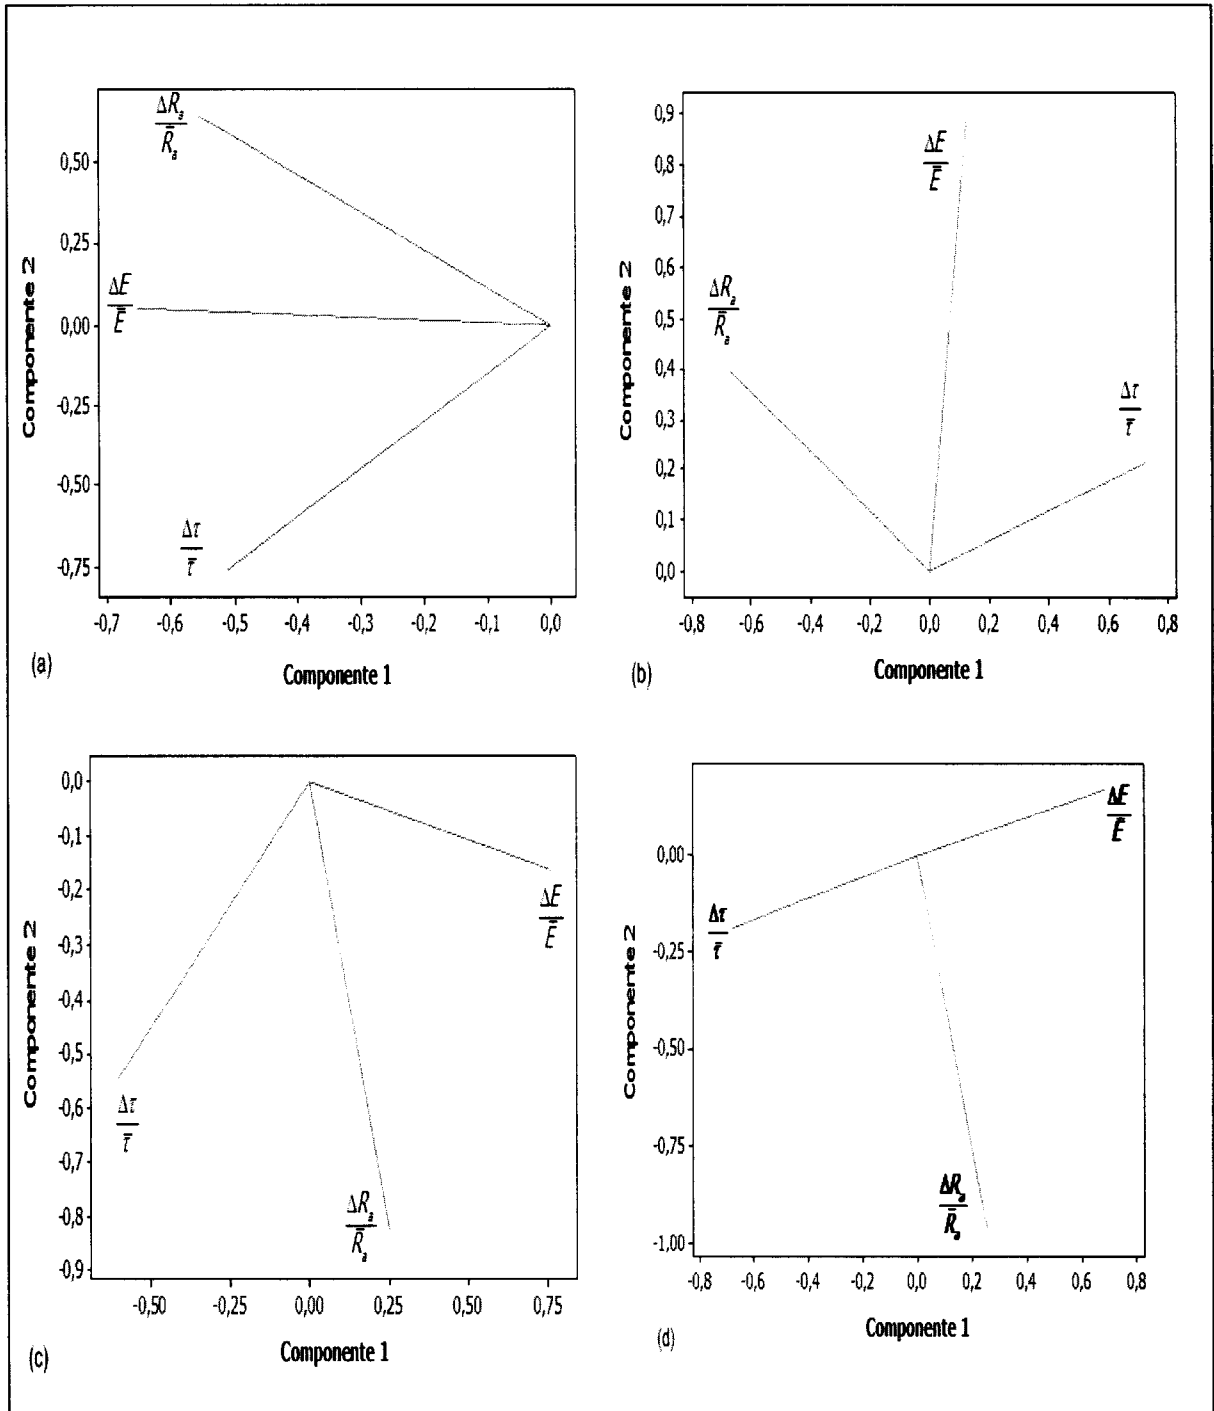 ΔR_a
R̄_a
0,50
0,25
ΔE
Ē
0,00
-0,25
-0,50
Δτ
τ̄
-0,75
Componente 2
-0,7 -0,6 -0,5 -0,4 -0,3 -0,2 -0,1 0,0
(a)
Componente 1
0,9
ΔE
Ē
0,8
0,7
0,6
ΔR_a
R̄_a
0,5
0,4
Δτ
τ̄
0,3
0,2
0,1
0,0
Componente 2
-0,8 -0,6 -0,4 -0,2 0,0 0,2 0,4 0,6 0,8
(b)
Componente 1
0,0
-0,1
-0,2
ΔE
Ē
-0,3
-0,4
-0,5
-0,6
Δτ
τ̄
-0,7
-0,8
ΔR_a
R̄_a
-0,9
Componente 2
-0,50 -0,25 0,00 0,25 0,50 0,75
(c)
Componente 1
ΔE
Ē
0,00
Δτ
τ̄
-0,25
-0,50
-0,75
ΔR_a
R̄_a
-1,00
Componente 2
-0,8 -0,6 -0,4 -0,2 0,0 0,2 0,4 0,6 0,8
(d)
Componente 1